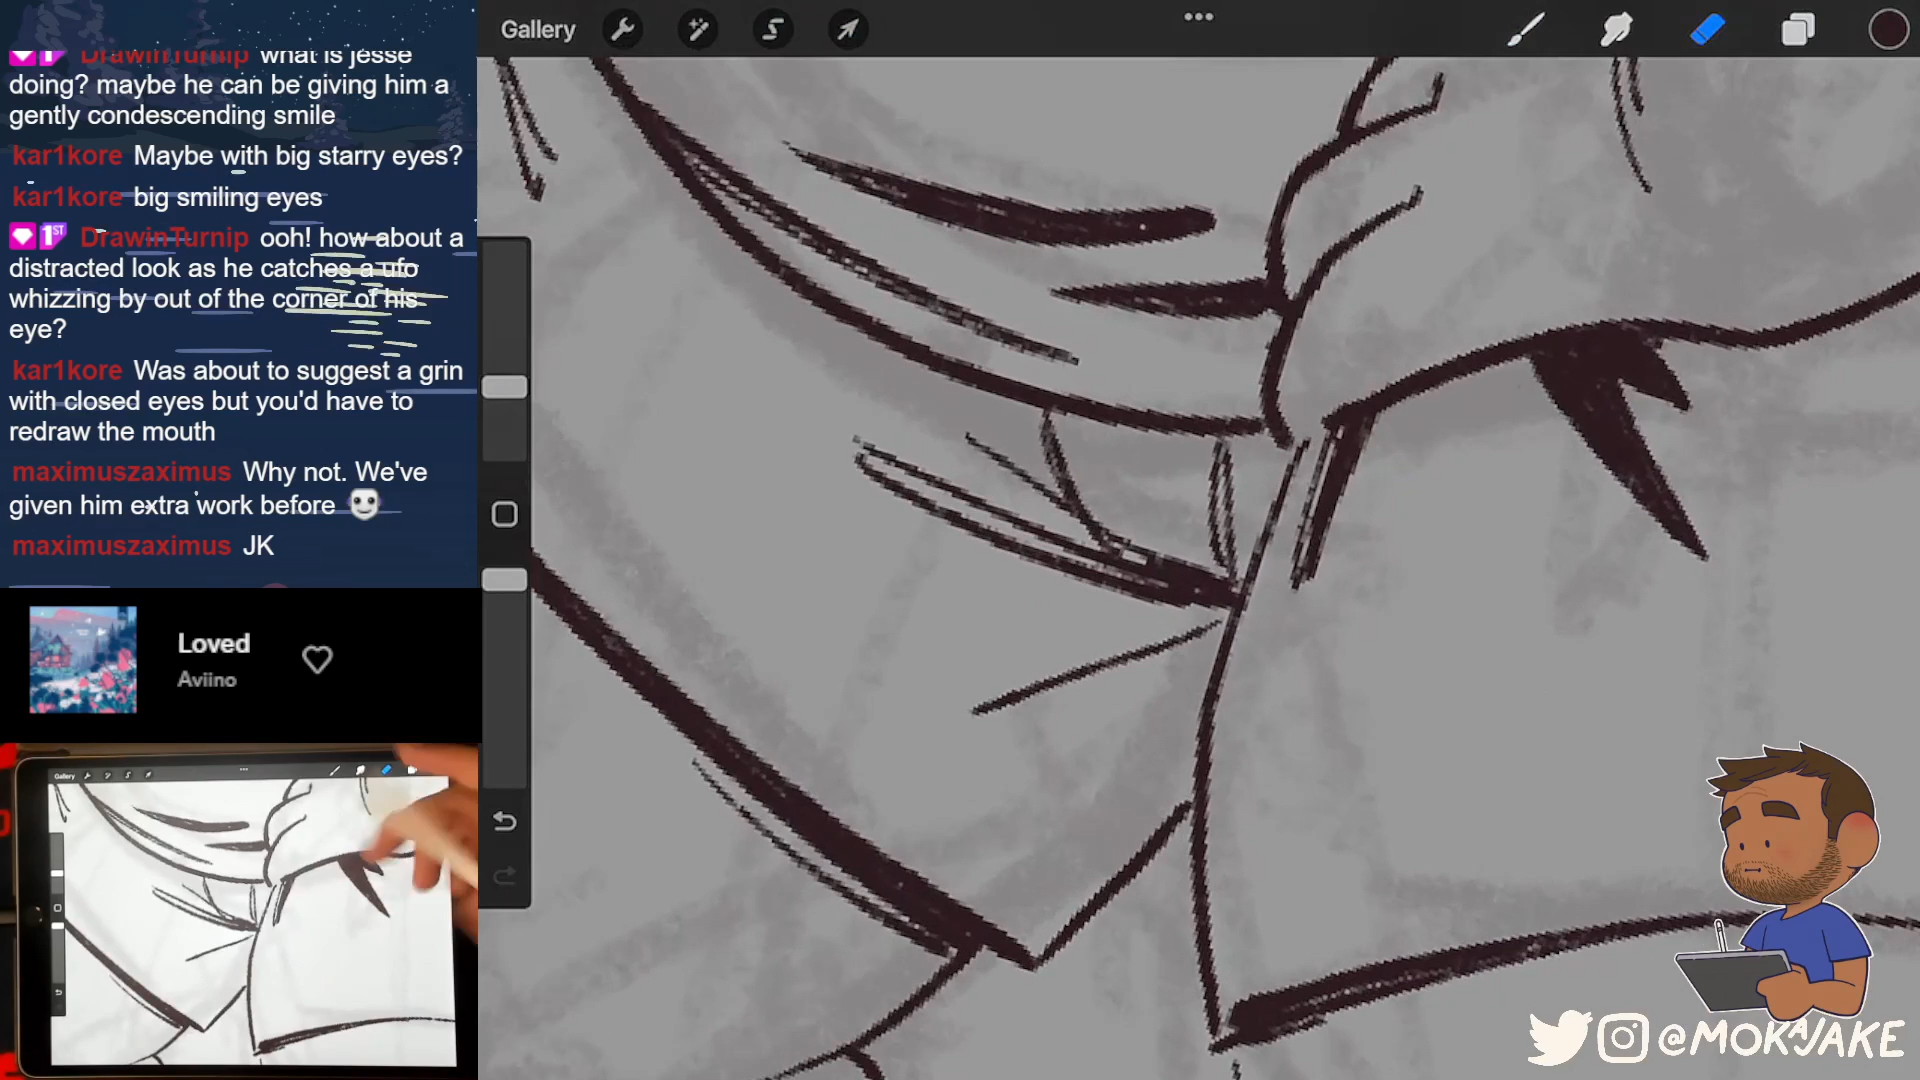 Gallery
DrawinTurnip what is jesse
doing? maybe he can be giving him a
gently condescending smile
kar1kore Maybe with big starry eyes?
kar1kore big smiling eyes
1ST DrawinTurnip ooh! how about a
distracted look as he catches a ufo
whizzing by out of the corner of his
eye?
kar1kore Was about to suggest a grin
with closed eyes but you'd have to
redraw the mouth
maximuszaximus Why not. We've
given him extra work before
maximuszaximus JK
Loved
Aviino
Gallery
@MOKAJAKE